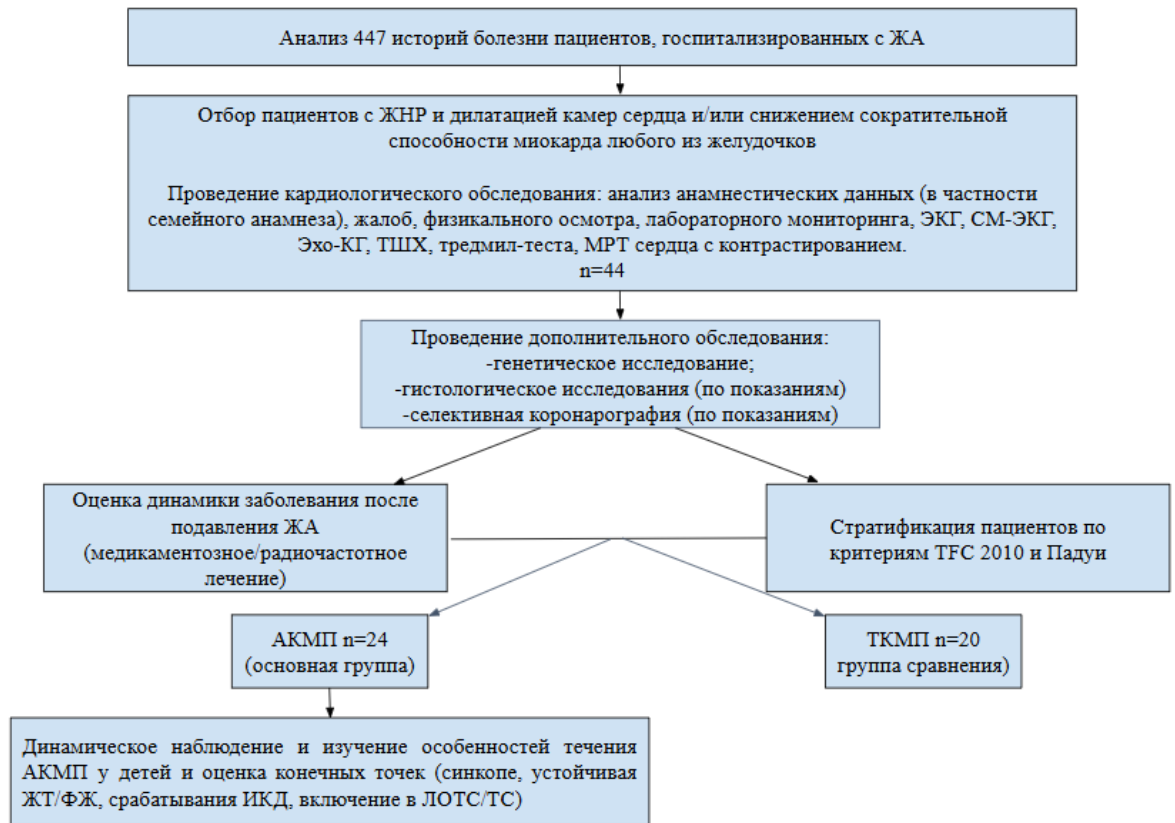 Анализ 447 историй болезни пациентов, госпитализированных с ЖА
Отбор пациентов с ЖНР и дилатацией камер сердца и/или снижением сократительной
способности миокарда любого из желудочков
Проведение кардиологического обследования: анализ анамнестических данных (в частности
семейного анамнеза), жалоб, физикального осмотра, лабораторного мониторинга, ЭКГ, СМ-ЭКГ,
Эхо-КГ, ТШХ, тредмил-теста, МРТ сердца с контрастированием.
n=44
Проведение дополнительного обследования:
-генетическое исследование;
-гистологическое исследования (по показаниям)
-селективная коронарография (по показаниям)
Оценка динамики заболевания после
подавления ЖА
(медикаментозное/радиочастотное
лечение)
Стратификация пациентов по
критериям TFC 2010 и Падуи
АКМП n=24
(основная группа)
ТКМП n=20
группа сравнения)
Динамическое наблюдение и изучение особенностей течения
АКМП у детей и оценка конечных точек (синкопе, устойчивая
ЖТ/ФЖ, срабатывания ИКД, включение в ЛОТС/ТС)